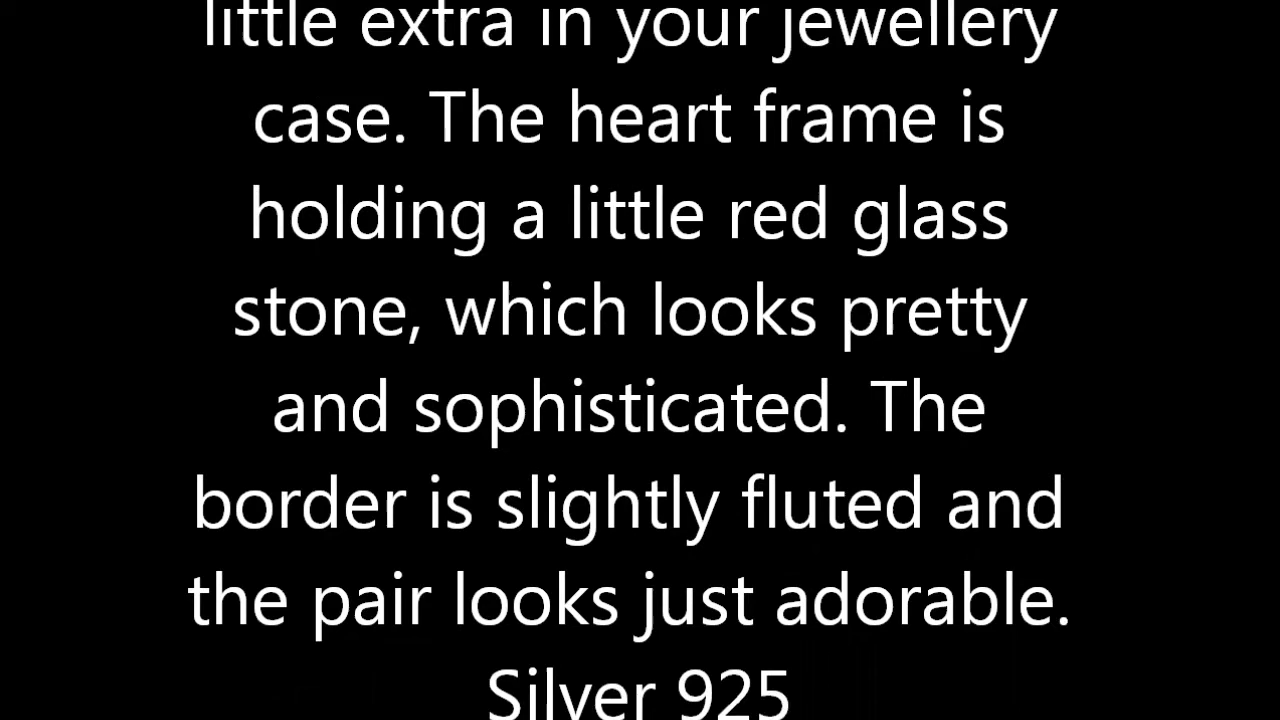 little extra in your jewellery
case. The heart frame is
holding a little red glass
stone, which looks pretty
and sophisticated. The
border is slightly fluted and
the pair looks just adorable.
Silver 925